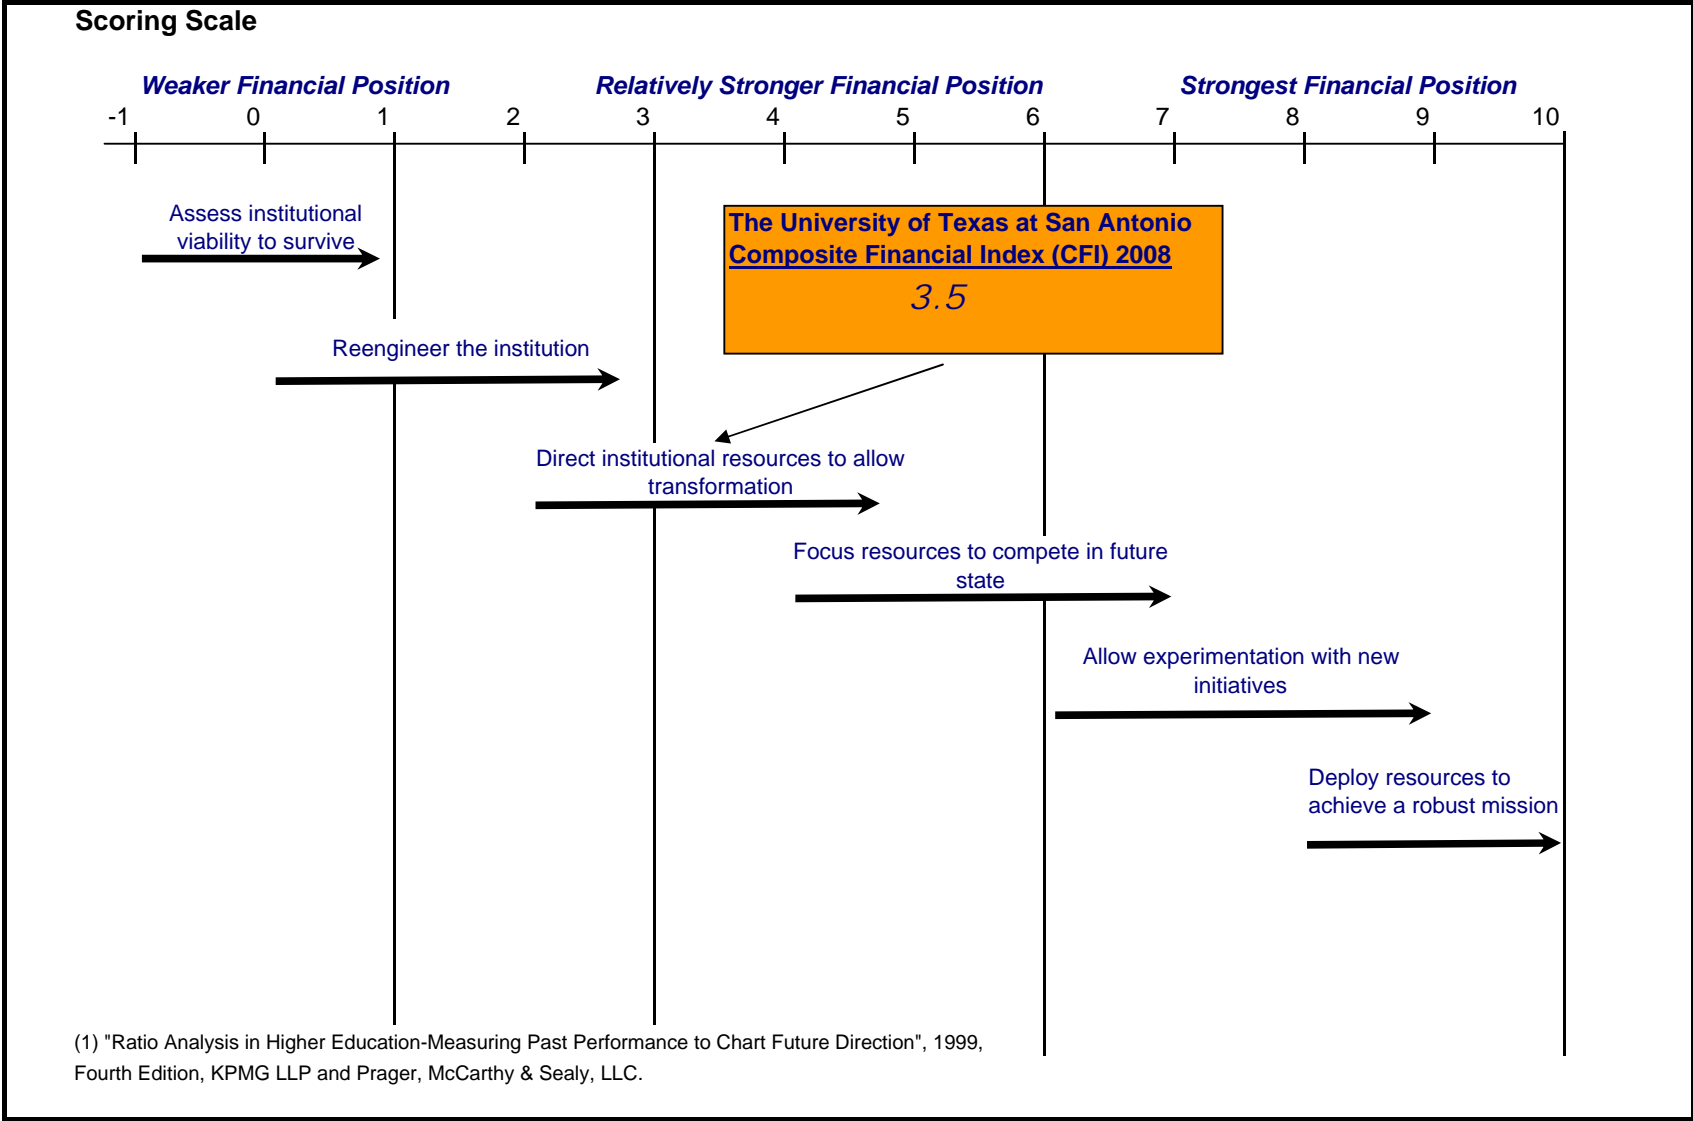 Scoring Scale
Weaker Financial Position Relatively Stronger Financial Position Strongest Financial Position
-1 0 1 2 3 4 5 6 7 8 9 10
Assess institutional
viability to survive
The University of Texas at San Antonio
Composite Financial Index (CFI) 2008
3.5
Reengineer the institution
Direct institutional resources to allow
transformation
Focus resources to compete in future
state
Allow experimentation with new
initiatives
Deploy resources to
achieve a robust mission
(1) "Ratio Analysis in Higher Education-Measuring Past Performance to Chart Future Direction", 1999,
Fourth Edition, KPMG LLP and Prager, McCarthy & Sealy, LLC.